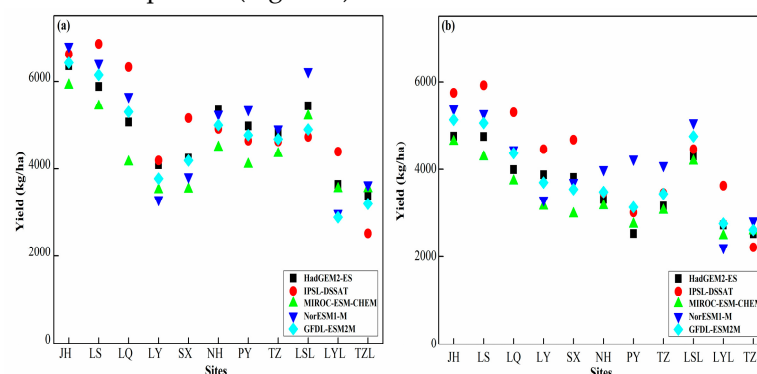 (a)
6000
4000
2000
0
Yield (kg/ha)
HadGEM2-ES
IPSL-DSSAT
MIROC-ESM-CHEM
NorESM1-M
GFDL-ESM2M
JH LS LQ LY SX NH PY TZ LSL LYL TZL
Sites
(b)
6000
4000
2000
0
Yield (kg/ha)
HadGEM2-ES
IPSL-DSSAT
MIROC-ESM-CHEM
NorESM1-M
GFDL-ESM2M
JH LS LQ LY SX NH PY TZ LSL LYL TZ
Sites